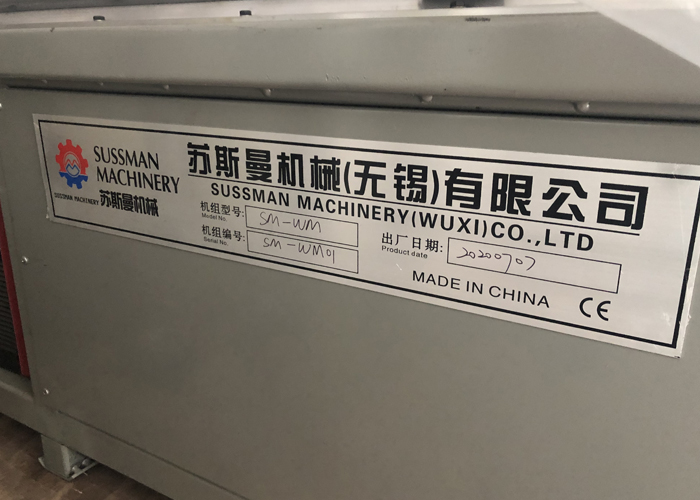 SUSSMAN
MACHINERY
SUSSMAN MACHINERY 苏斯曼机械
苏斯曼机械(无锡)有限公司
SUSSMAN MACHINERY(WUXI)CO.,LTD
机组型号: SM-WM
Model No.
机组编号: SM-WM01
Serial No.
出厂日期: 20200707
Product date
MADE IN CHINA CE